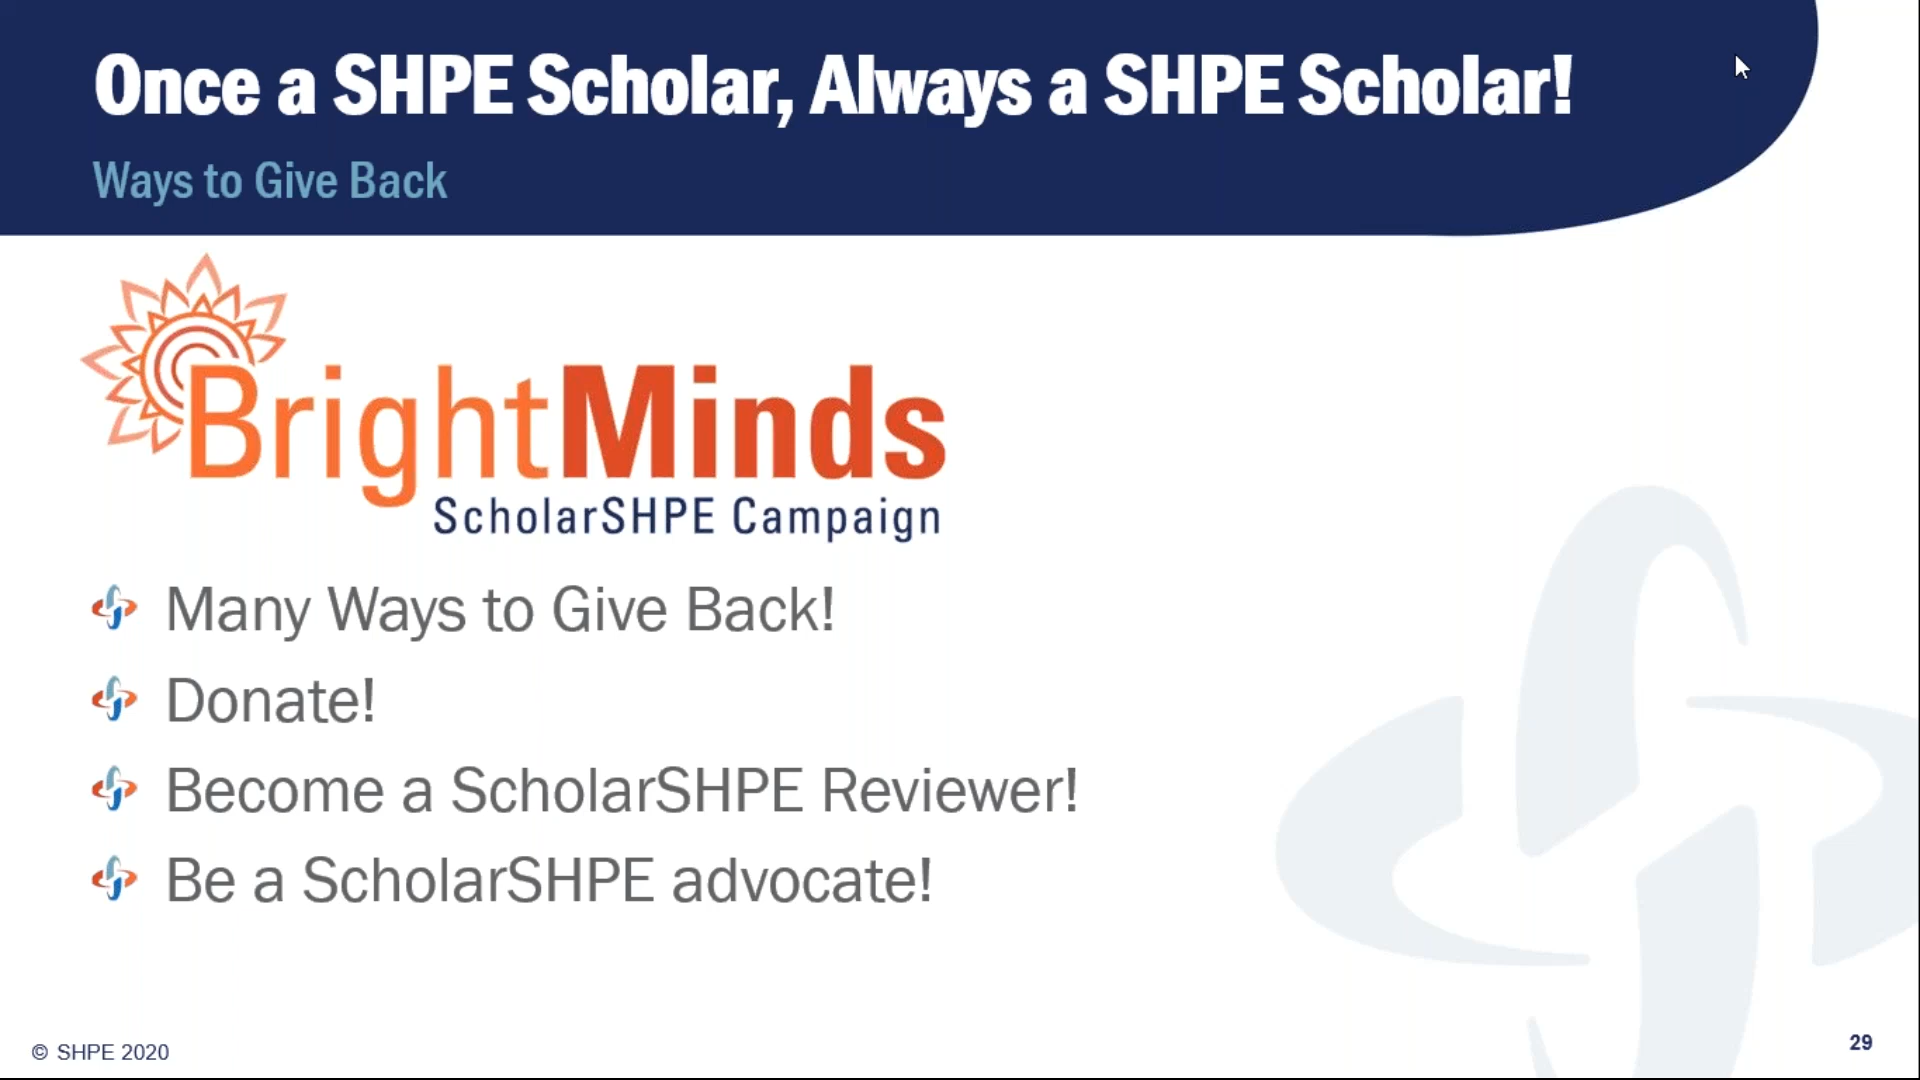 Once a SHPE Scholar, Always a SHPE Scholar!
Ways to Give Back
BrightMinds
ScholarSHPE Campaign
Many Ways to Give Back!
Donate!
Become a ScholarSHPE Reviewer!
Be a ScholarSHPE advocate!
© SHPE 2020
29